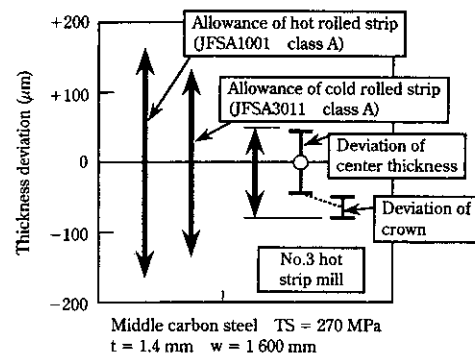 +200
+100
0
−100
−200
Thickness deviation (μm)
Allowance of hot rolled strip
(JFSA1001 class A)
Allowance of cold rolled strip
(JFSA3011 class A)
Deviation of
center thickness
Deviation of
crown
No.3 hot
strip mill
Middle carbon steel TS = 270 MPa
t = 1.4 mm w = 1 600 mm